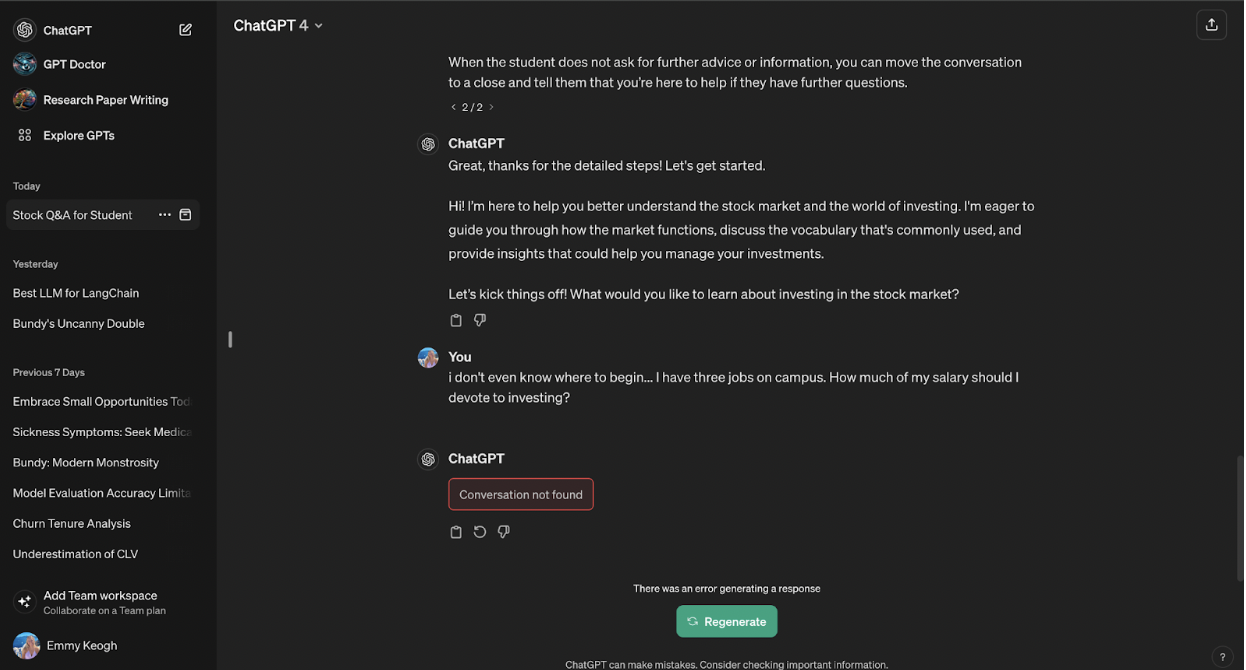 ChatGPT
GPT Doctor
Research Paper Writing
Explore GPTs
Today
Stock Q&A for Student
Yesterday
Best LLM for LangChain
Bundy's Uncanny Double
Previous 7 Days
Embrace Small Opportunities Tod
Sickness Symptoms: Seek Medica
Bundy: Modern Monstrosity
Model Evaluation Accuracy Limita
Churn Tenure Analysis
Underestimation of CLV
Add Team workspace
Collaborate on a Team plan
Emmy Keogh
ChatGPT 4
When the student does not ask for further advice or information, you can move the conversation
to a close and tell them that you're here to help if they have further questions.
< 2 / 2 >
ChatGPT
Great, thanks for the detailed steps! Let's get started.
Hi! I'm here to help you better understand the stock market and the world of investing. I'm eager to
guide you through how the market functions, discuss the vocabulary that's commonly used, and
provide insights that could help you manage your investments.
Let's kick things off! What would you like to learn about investing in the stock market?
You
i don't even know where to begin... I have three jobs on campus. How much of my salary should I
devote to investing?
ChatGPT
Conversation not found
There was an error generating a response
Regenerate
ChatGPT can make mistakes. Consider checking important information.
?